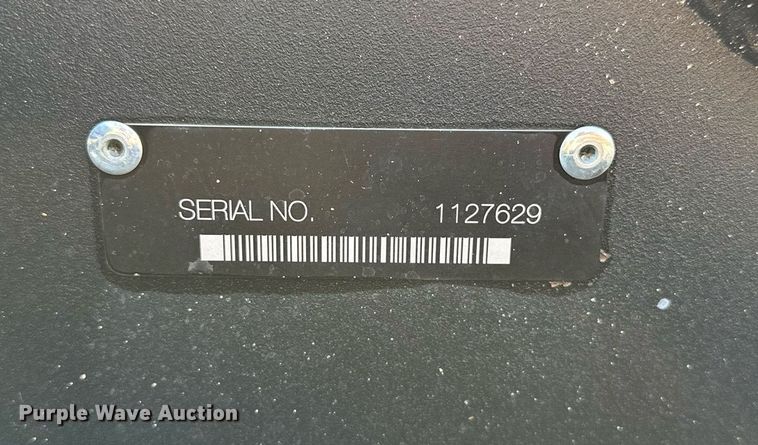 SERIAL NO. 1127629
Purple Wave Auction